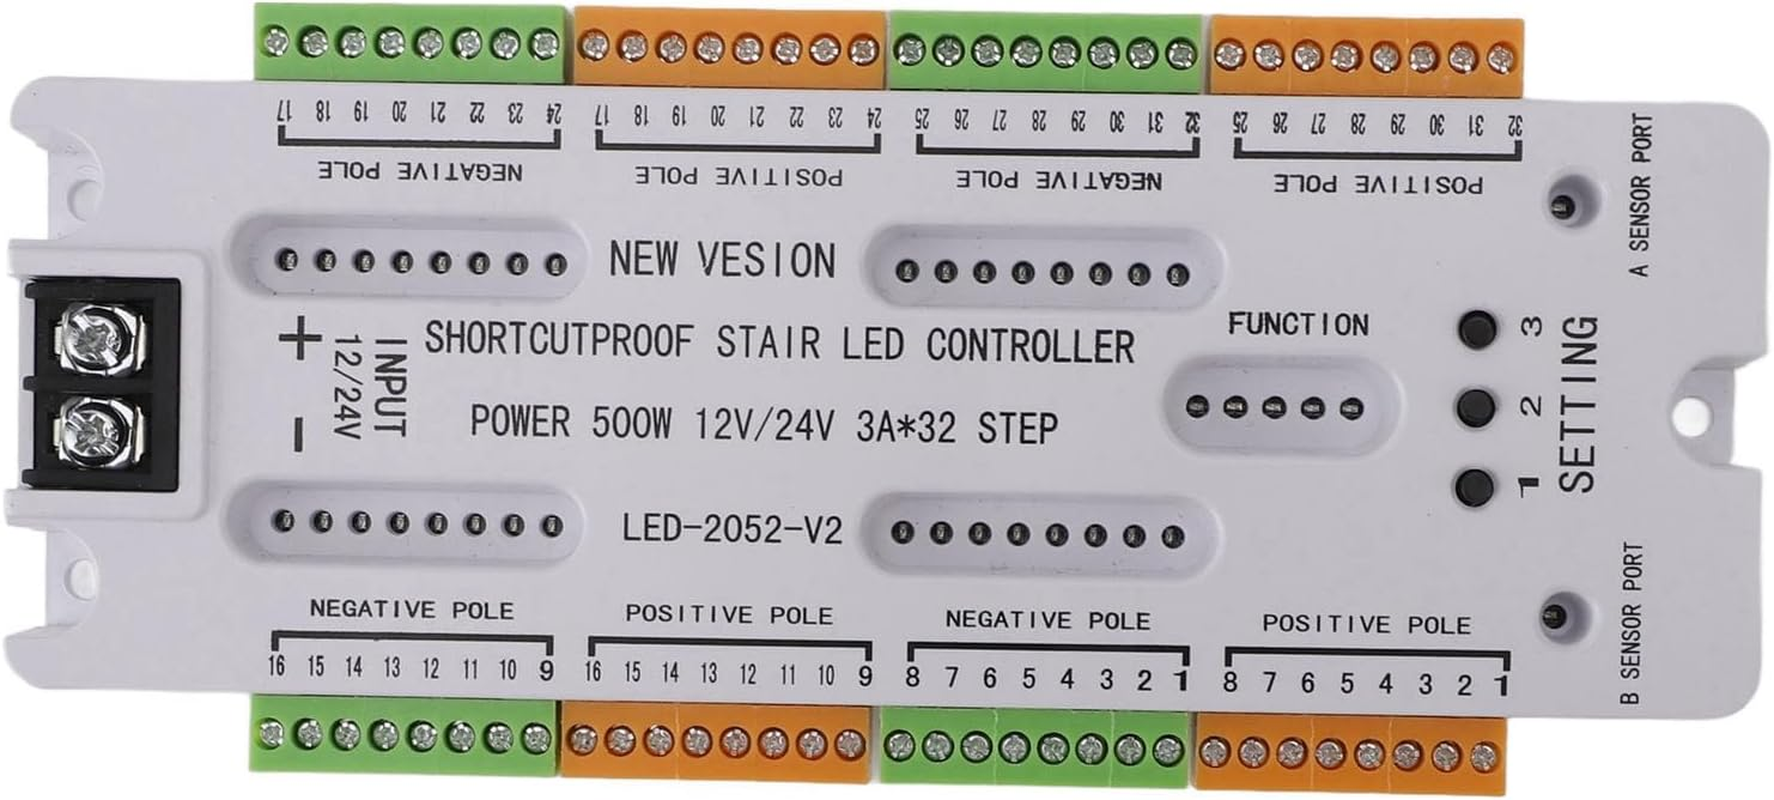 17 18 19 20 21 22 23 24
NEGATIVE POLE
17 18 19 20 21 22 23 24
POSITIVE POLE
25 26 27 28 29 30 31 32
NEGATIVE POLE
25 26 27 28 29 30 31 32
POSITIVE POLE
A SENSOR PORT
NEW VESION
+
-
INPUT
12/24V
SHORTCUTPROOF STAIR LED CONTROLLER
POWER 500W 12V/24V 3A*32 STEP
LED-2052-V2
FUNCTION
3
2
1
SETTING
NEGATIVE POLE
16 15 14 13 12 11 10 9
POSITIVE POLE
16 15 14 13 12 11 10 9
NEGATIVE POLE
8 7 6 5 4 3 2 1
POSITIVE POLE
8 7 6 5 4 3 2 1
B SENSOR PORT